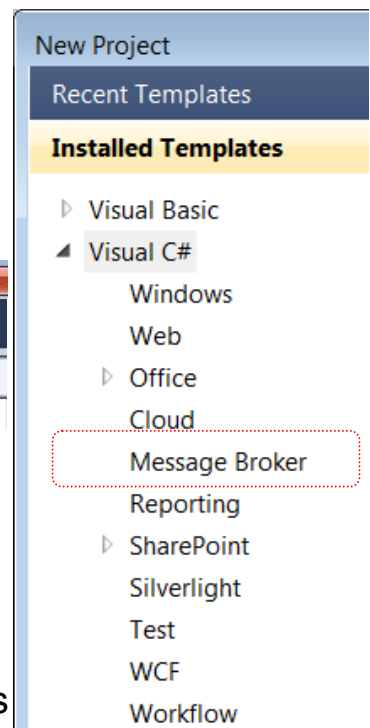 New Project
Recent Templates
Installed Templates
Visual Basic
Visual C#
Windows
Web
Office
Cloud
Message Broker
Reporting
SharePoint
Silverlight
Test
WCF
s
Workflow